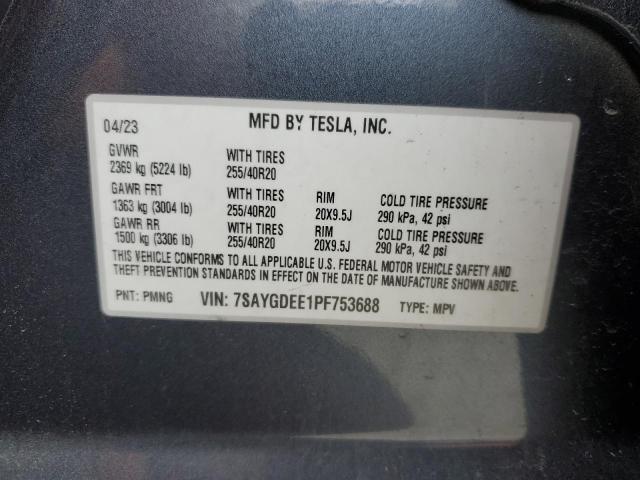 04/23 MFD BY TESLA, INC.
GVWR WITH TIRES
2369 kg (5224 lb) 255/40R20
GAWR FRT WITH TIRES RIM COLD TIRE PRESSURE
1363 kg (3004 lb) 255/40R20 20X9.5J 290 kPa, 42 psi
GAWR RR WITH TIRES RIM COLD TIRE PRESSURE
1500 kg (3306 lb) 255/40R20 20X9.5J 290 kPa, 42 psi
THIS VEHICLE CONFORMS TO ALL APPLICABLE U.S. FEDERAL MOTOR VEHICLE SAFETY AND
THEFT PREVENTION STANDARDS IN EFFECT ON THE DATE OF MANUFACTURE SHOWN ABOVE.
PNT: PMNG VIN: 7SAYGDEE1PF753688 TYPE: MPV